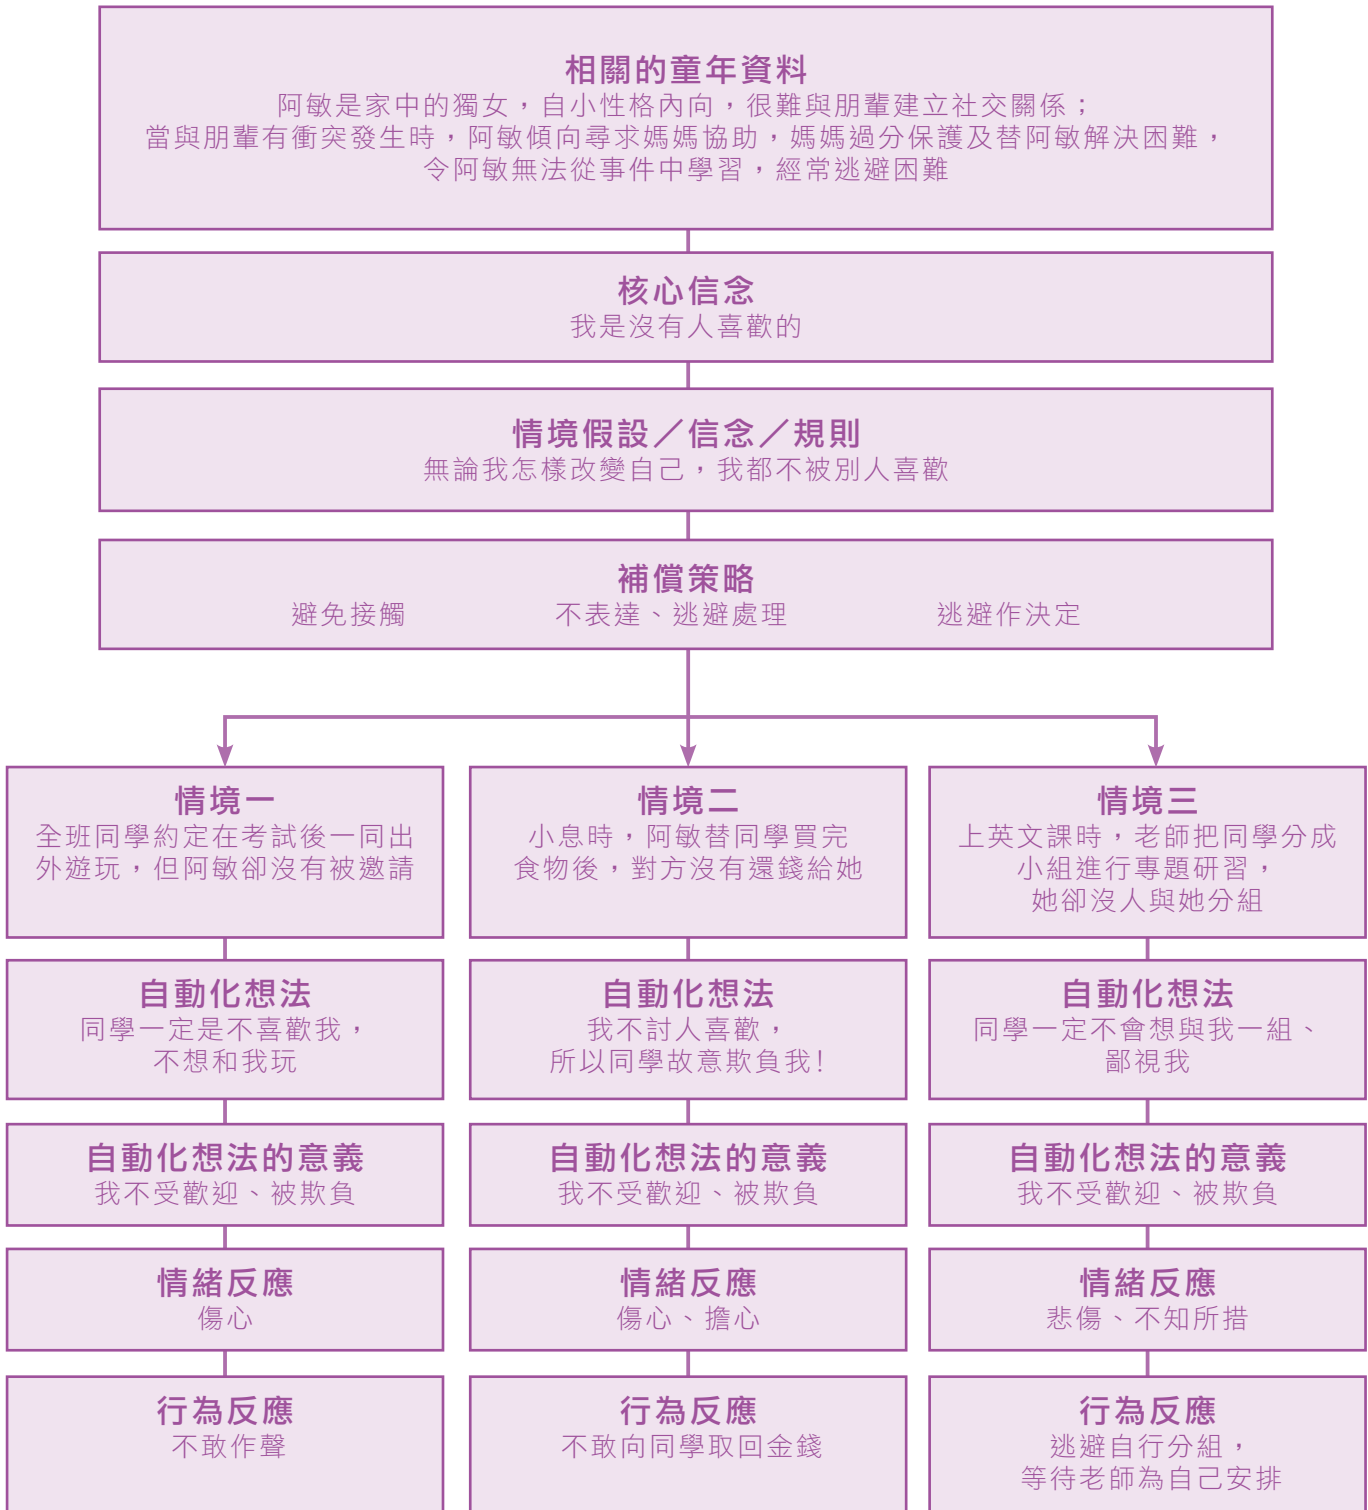 相關的童年資料
阿敏是家中的獨女，自小性格內向，很難與朋輩建立社交關係；
當與朋輩有衝突發生時，阿敏傾向尋求媽媽協助，媽媽過分保護及替阿敏解決困難，
令阿敏無法從事件中學習，經常逃避困難
核心信念
我是沒有人喜歡的
情境假設／信念／規則
無論我怎樣改變自己，我都不被別人喜歡
補償策略
避免接觸 不表達、逃避處理 逃避作決定
情境一
全班同學約定在考試後一同出
外遊玩，但阿敏卻沒有被邀請
自動化想法
同學一定是不喜歡我，
不想和我玩
自動化想法的意義
我不受歡迎、被欺負
情緒反應
傷心
行為反應
不敢作聲
情境二
小息時，阿敏替同學買完
食物後，對方沒有還錢給她
自動化想法
我不討人喜歡，
所以同學故意欺負我！
自動化想法的意義
我不受歡迎、被欺負
情緒反應
傷心、擔心
行為反應
不敢向同學取回金錢
情境三
上英文課時，老師把同學分成
小組進行專題研習，
她卻沒人與她分組
自動化想法
同學一定不會想與我一組、
鄙視我
自動化想法的意義
我不受歡迎、被欺負
情緒反應
悲傷、不知所措
行為反應
逃避自行分組，
等待老師為自己安排